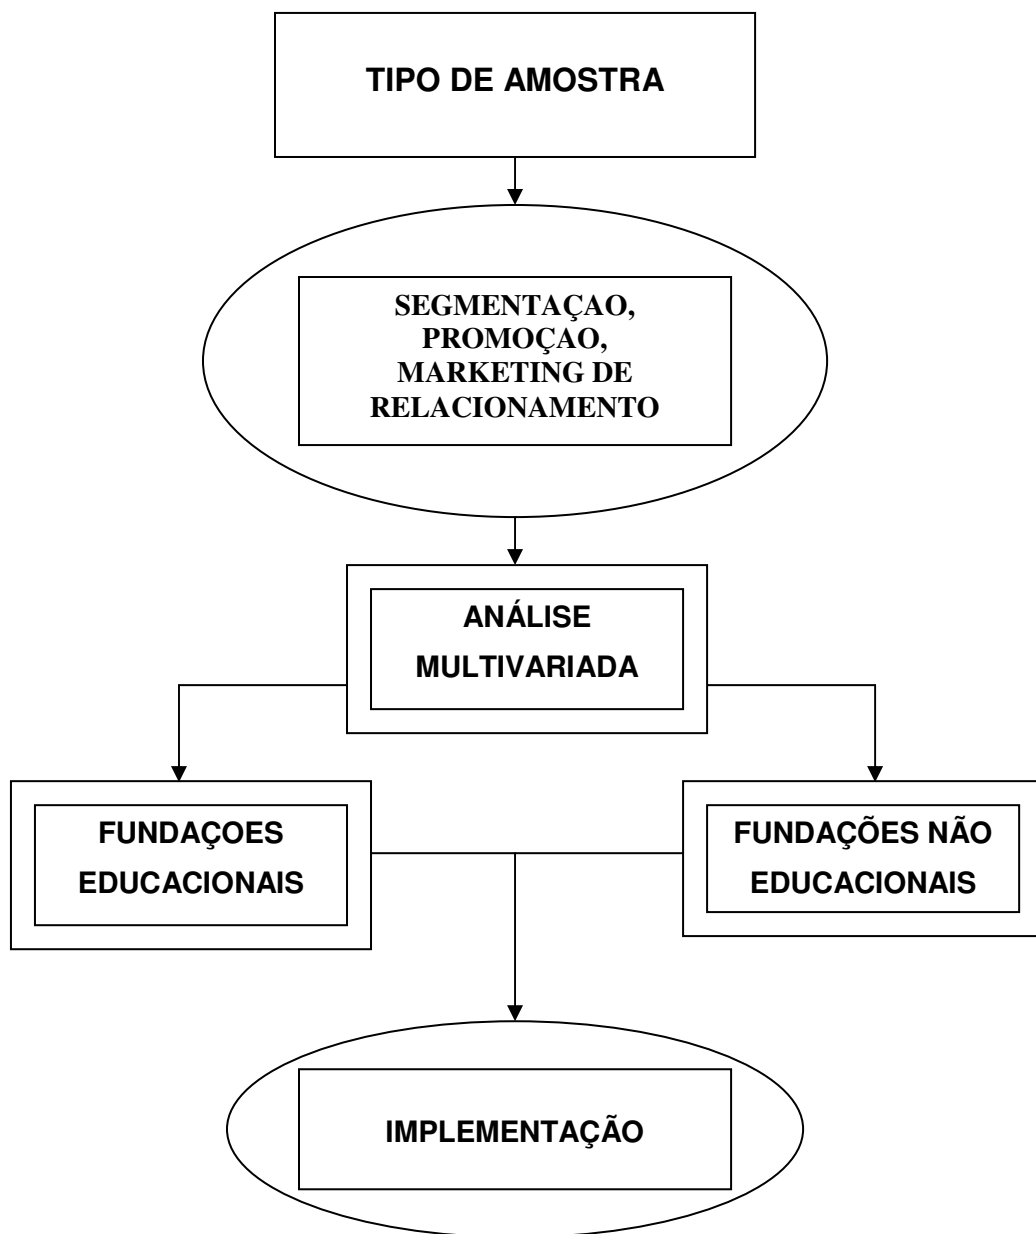 TIPO DE AMOSTRA
SEGMENTAÇAO,
PROMOÇAO,
MARKETING DE
RELACIONAMENTO
ANÁLISE
MULTIVARIADA
FUNDAÇOES
EDUCACIONAIS
FUNDAÇÕES NÃO
EDUCACIONAIS
IMPLEMENTAÇÃO